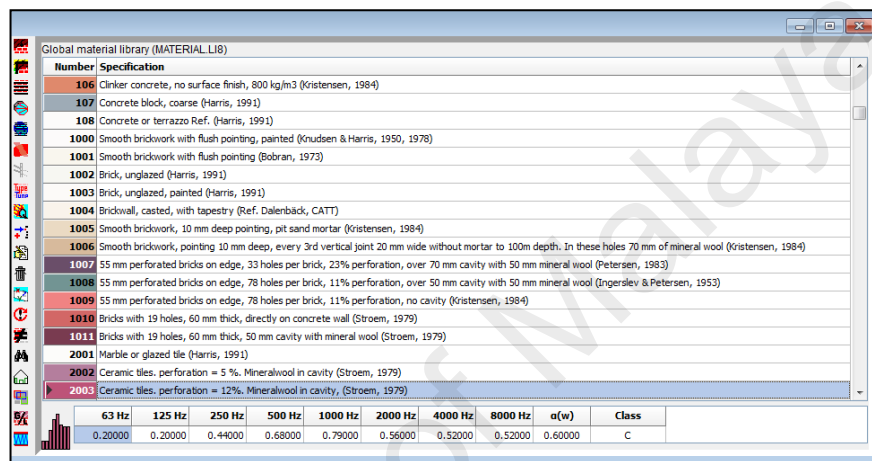 Global material library (MATERIAL.LI8)
Number Specification
106 Clinker concrete, no surface finish, 800 kg/m3 (Kristensen, 1984)
107 Concrete block, coarse (Harris, 1991)
108 Concrete or terrazzo Ref. (Harris, 1991)
1000 Smooth brickwork with flush pointing, painted (Knudsen & Harris, 1950, 1978)
1001 Smooth brickwork with flush pointing (Bobran, 1973)
1002 Brick, unglazed (Harris, 1991)
1003 Brick, unglazed, painted (Harris, 1991)
1004 Brickwall, casted, with tapestry (Ref. Dalenbäck, CATT)
1005 Smooth brickwork, 10 mm deep pointing, pit sand mortar (Kristensen, 1984)
1006 Smooth brickwork, pointing 10 mm deep, every 3rd vertical joint 20 mm wide without mortar to 100m depth. In these holes 70 mm of mineral wool (Kristensen, 1984)
1007 55 mm perforated bricks on edge, 33 holes per brick, 23% perforation, over 70 mm cavity with 50 mm mineral wool (Petersen, 1983)
1008 55 mm perforated bricks on edge, 78 holes per brick, 11% perforation, over 50 mm cavity with 50 mm mineral wool (Ingerslev & Petersen, 1953)
1009 55 mm perforated bricks on edge, 78 holes per brick, 11% perforation, no cavity (Kristensen, 1984)
1010 Bricks with 19 holes, 60 mm thick, directly on concrete wall (Stroem, 1979)
1011 Bricks with 19 holes, 60 mm thick, 50 mm cavity with mineral wool (Stroem, 1979)
2001 Marble or glazed tile (Harris, 1991)
2002 Ceramic tiles. perforation = 5 %. Mineralwool in cavity (Stroem, 1979)
2003 Ceramic tiles. perforation = 12%. Mineralwool in cavity, (Stroem, 1979)
63 Hz 125 Hz 250 Hz 500 Hz 1000 Hz 2000 Hz 4000 Hz 8000 Hz α(w) Class
0.20000 0.20000 0.44000 0.68000 0.79000 0.56000 0.52000 0.52000 0.60000 C
of Malaya